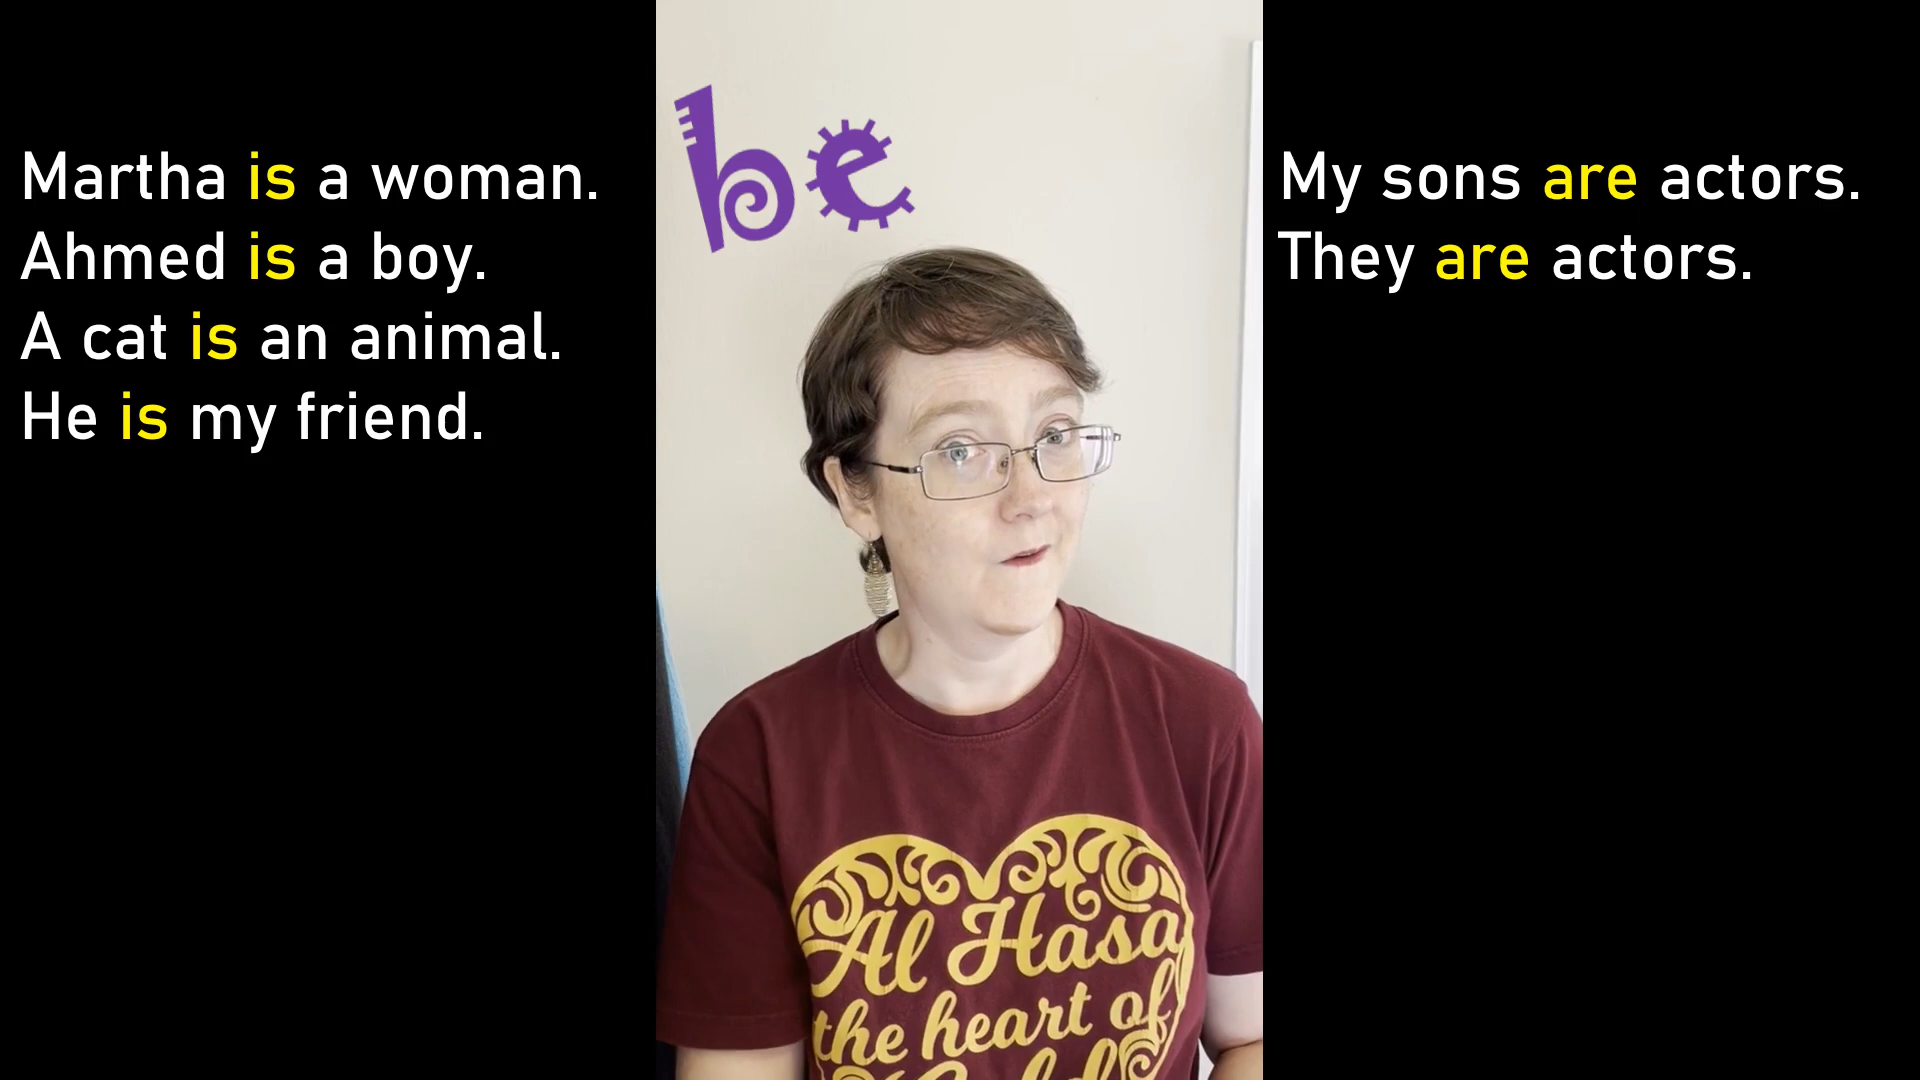 Martha is a woman.
Ahmed is a boy.
A cat is an animal.
He is my friend.
be
Al Hasa
the heart of
My sons are actors.
They are actors.